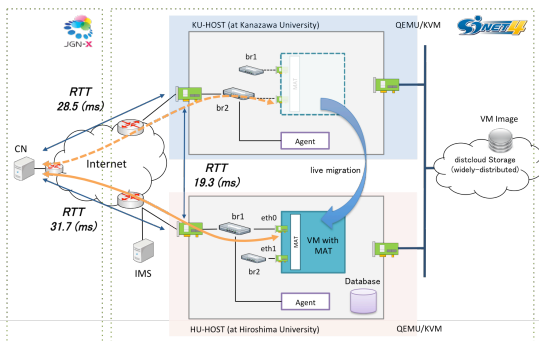 JGN-X
KU-HOST (at Kanazawa University)
QEMU/KVM
SINET4
br1
MAT
br2
RTT
28.5 (ms)
Agent
VM Image
distcloud Storage
(widely-distributed)
CN
Internet
RTT
19.3 (ms)
live migration
RTT
31.7 (ms)
br1
eth0
MAT
VM with
MAT
eth1
br2
IMS
Database
Agent
HU-HOST (at Hiroshima University)
QEMU/KVM